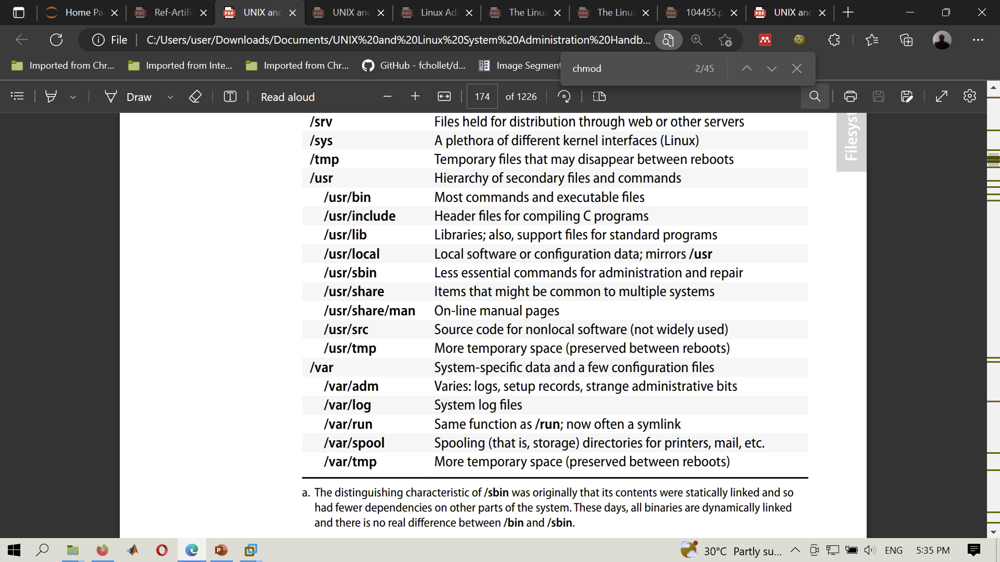 Home Pa
Ref-Artifi
UNIX and
UNIX and
Linux Ad
The Linux
The Linux
104455.p
UNIX and
File
C:/Users/user/Downloads/Documents/UNIX%20and%20Linux%20System%20Administration%20Handb...
Imported from Chr...
Imported from Inte...
Imported from Chr...
GitHub - fchollet/d...
Image Segment
chmod
2/45
Draw
Read aloud
174
of 1226
Filesyst
/srv Files held for distribution through web or other servers
/sys A plethora of different kernel interfaces (Linux)
/tmp Temporary files that may disappear between reboots
/usr Hierarchy of secondary files and commands
/usr/bin Most commands and executable files
/usr/include Header files for compiling C programs
/usr/lib Libraries; also, support files for standard programs
/usr/local Local software or configuration data; mirrors /usr
/usr/sbin Less essential commands for administration and repair
/usr/share Items that might be common to multiple systems
/usr/share/man On-line manual pages
/usr/src Source code for nonlocal software (not widely used)
/usr/tmp More temporary space (preserved between reboots)
/var System-specific data and a few configuration files
/var/adm Varies: logs, setup records, strange administrative bits
/var/log System log files
/var/run Same function as /run; now often a symlink
/var/spool Spooling (that is, storage) directories for printers, mail, etc.
/var/tmp More temporary space (preserved between reboots)
a. The distinguishing characteristic of /sbin was originally that its contents were statically linked and so
had fewer dependencies on other parts of the system. These days, all binaries are dynamically linked
and there is no real difference between /bin and /sbin.
30°C Partly su...
ENG
5:35 PM